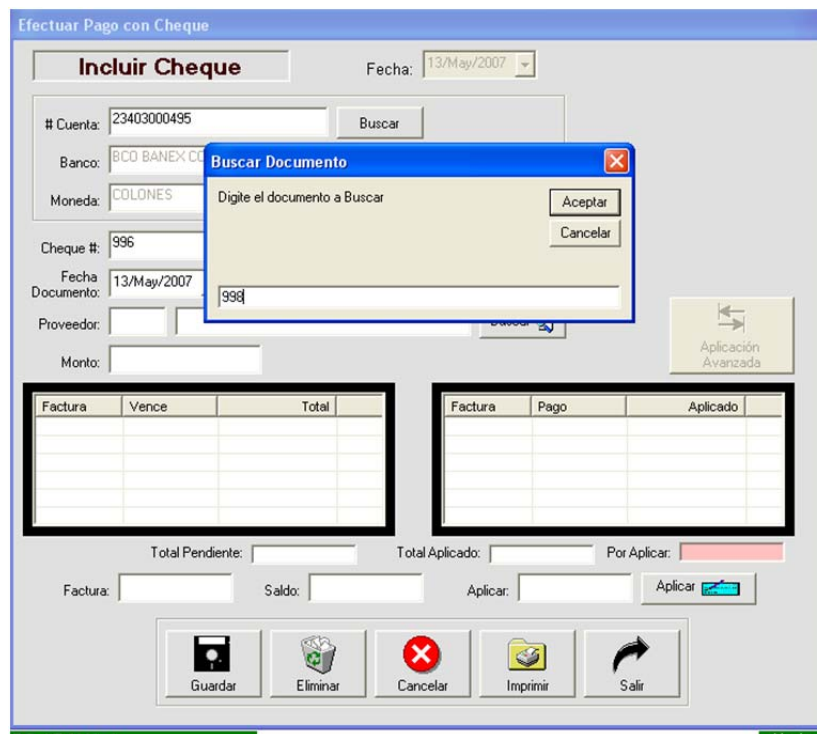 Efectuar Pago con Cheque
Incluir Cheque
Fecha: 13/May/2007
# Cuenta: 23403000495 Buscar
Banco: BCO BANEX CO
Moneda: COLONES
Buscar Documento
Digite el documento a Buscar
Aceptar
Cancelar
998
Cheque #: 996
Fecha
Documento: 13/May/2007
Proveedor: Buscar
Monto:
Aplicación
Avanzada
Factura Vence Total
Factura Pago Aplicado
Total Pendiente: Total Aplicado: Por Aplicar:
Factura: Saldo: Aplicar: Aplicar
Guardar Eliminar Cancelar Imprimir Salir